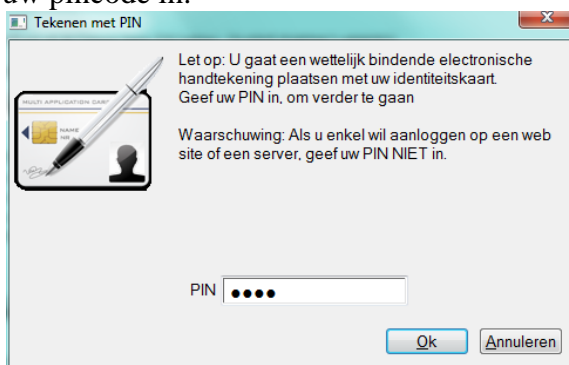 uw pincode in.
Tekenen met PIN
Let op: U gaat een wettelijk bindende electronische
handtekening plaatsen met uw identiteitskaart.
Geef uw PIN in, om verder te gaan
MULTI APPLICATION CARD
NAME
NR
Waarschuwing: Als u enkel wil aanloggen op een web
site of een server, geef uw PIN NIET in.
PIN ●●●●
Ok Annuleren